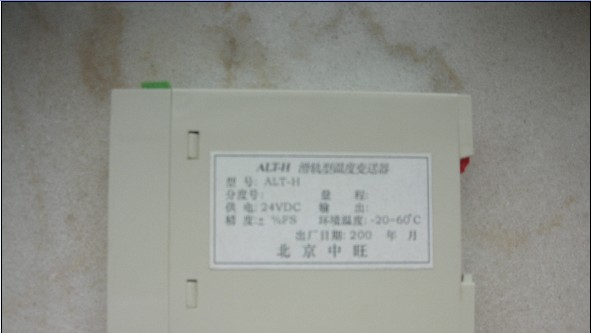 ALT-H 滑轨型温度变送器
型 号: ALT-H
分度号: 量 程:
供 电: 24VDC 输 出:
精 度: ± %FS 环境温度: -20~60℃
出厂日期: 200 年 月
北 京 中 旺